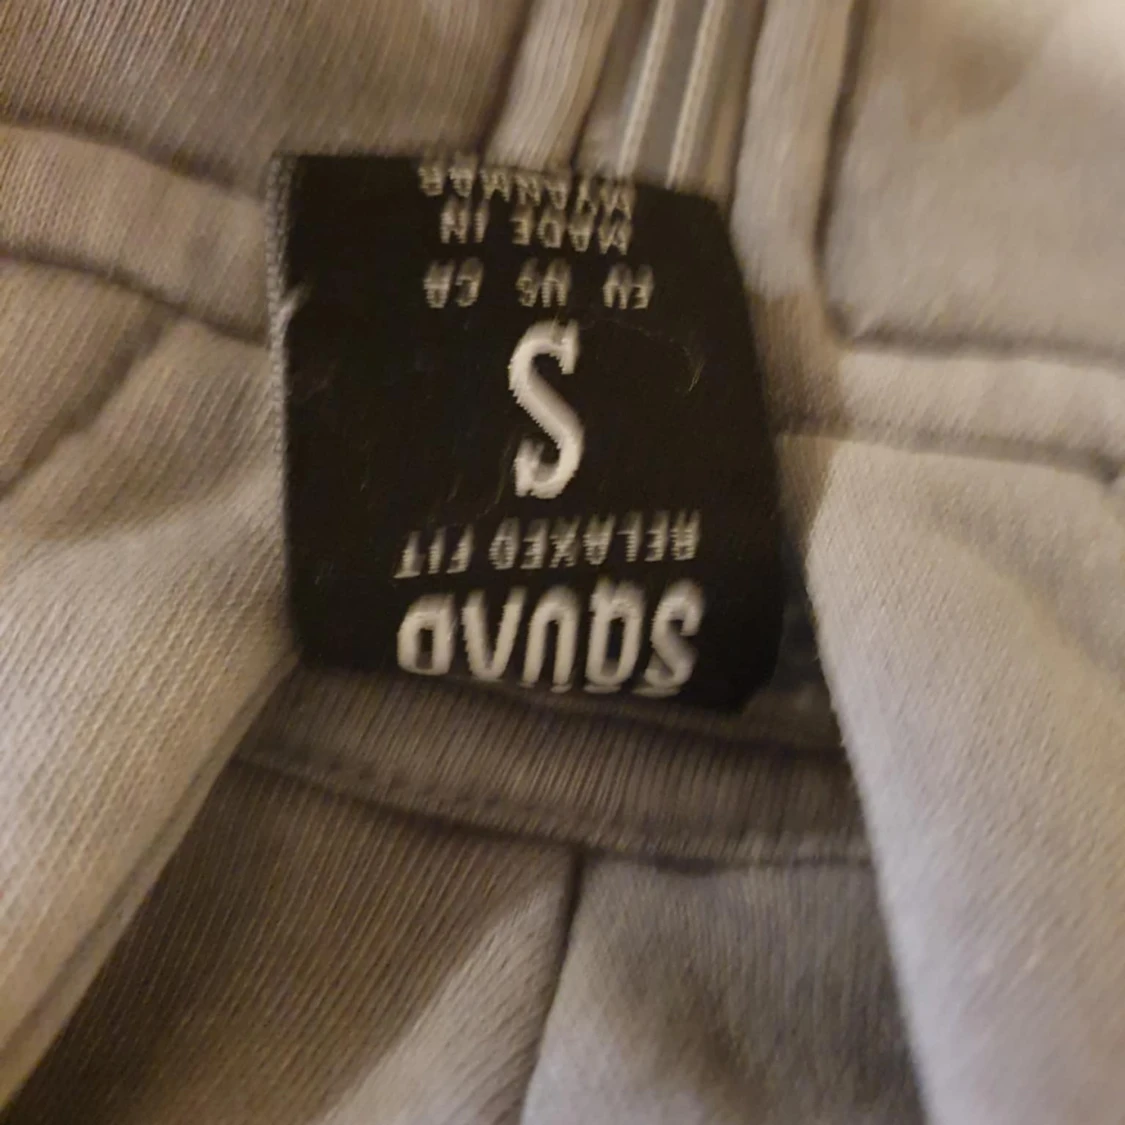 SQUAD
RELAXED FIT
S
EU US CA
MADE IN
MYANMAR